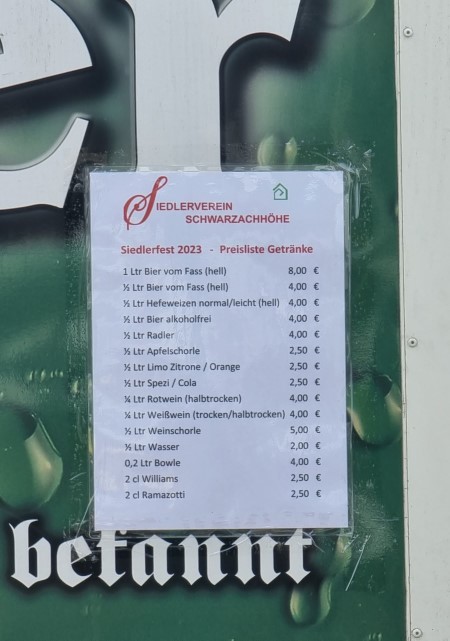 er
SIEDLERVEREIN
SCHWARZACHHÖHE
Siedlerfest 2023 - Preisliste Getränke
1 Ltr Bier vom Fass (hell) 8,00 €
½ Ltr Bier vom Fass (hell) 4,00 €
½ Ltr Hefeweizen normal/leicht (hell) 4,00 €
½ Ltr Bier alkoholfrei 4,00 €
½ Ltr Radler 4,00 €
½ Ltr Apfelschorle 2,50 €
½ Ltr Limo Zitrone / Orange 2,50 €
½ Ltr Spezi / Cola 2,50 €
¼ Ltr Rotwein (halbtrocken) 4,00 €
¼ Ltr Weißwein (trocken/halbtrocken) 4,00 €
½ Ltr Weinschorle 5,00 €
½ Ltr Wasser 2,00 €
0,2 Ltr Bowle 4,00 €
2 cl Williams 2,50 €
2 cl Ramazotti 2,50 €
bekannt